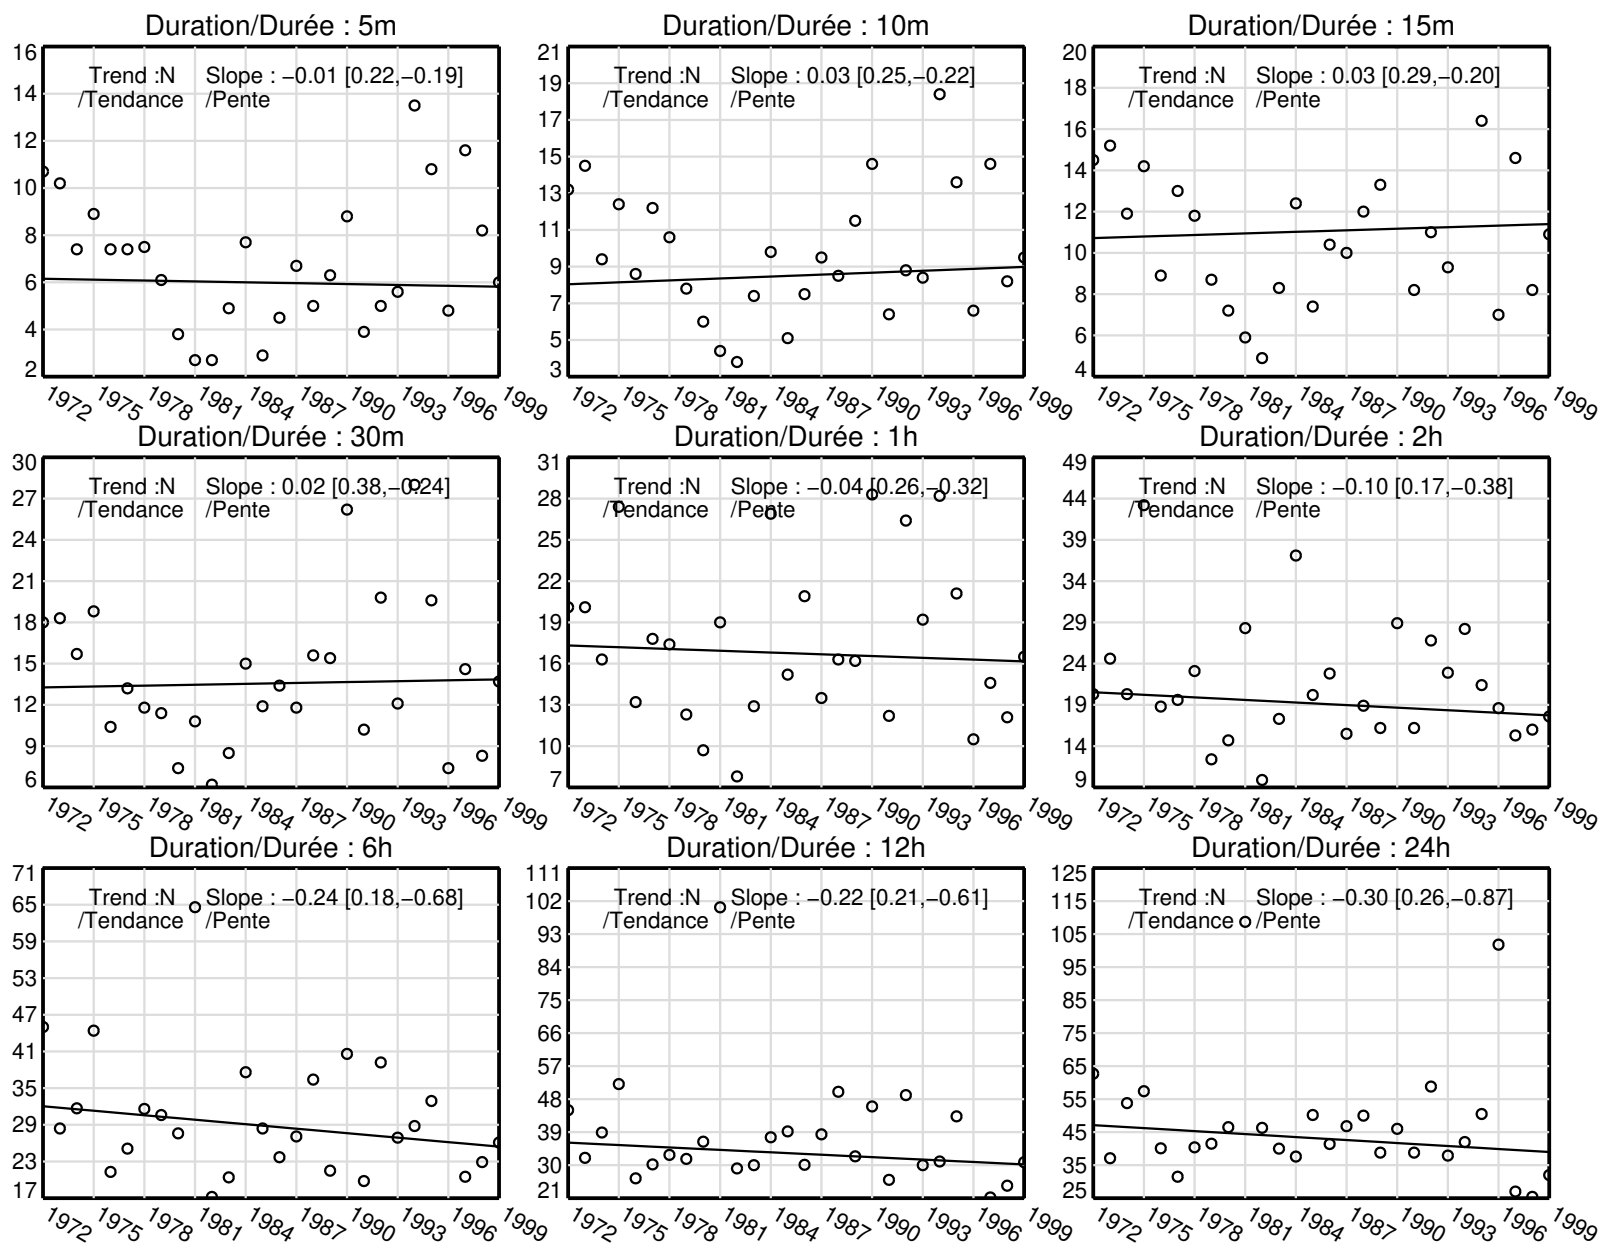 Duration/Durée : 5m
Trend :N Slope : −0.01 [0.22,−0.19]
/Tendance /Pente
16
14
12
10
8
6
4
2
1972 1975 1978 1981 1984 1987 1990 1993 1996 1999
Duration/Durée : 10m
Trend :N Slope : 0.03 [0.25,−0.22]
/Tendance /Pente
21
19
17
15
13
11
9
7
5
3
1972 1975 1978 1981 1984 1987 1990 1993 1996 1999
Duration/Durée : 15m
Trend :N Slope : 0.03 [0.29,−0.20]
/Tendance /Pente
20
18
16
14
12
10
8
6
4
1972 1975 1978 1981 1984 1987 1990 1993 1996 1999
Duration/Durée : 30m
Trend :N Slope : 0.02 [0.38,−0.24]
/Tendance /Pente
30
27
24
21
18
15
12
9
6
1972 1975 1978 1981 1984 1987 1990 1993 1996 1999
Duration/Durée : 1h
Trend :N Slope : −0.04 [0.26,−0.32]
/Tendance /Pente
31
28
25
22
19
16
13
10
7
1972 1975 1978 1981 1984 1987 1990 1993 1996 1999
Duration/Durée : 2h
Trend :N Slope : −0.10 [0.17,−0.38]
/Tendance /Pente
49
44
39
34
29
24
19
14
9
1972 1975 1978 1981 1984 1987 1990 1993 1996 1999
Duration/Durée : 6h
Trend :N Slope : −0.24 [0.18,−0.68]
/Tendance /Pente
71
65
59
53
47
41
35
29
23
17
1972 1975 1978 1981 1984 1987 1990 1993 1996 1999
Duration/Durée : 12h
Trend :N Slope : −0.22 [0.21,−0.61]
/Tendance /Pente
111
102
93
84
75
66
57
48
39
30
21
1972 1975 1978 1981 1984 1987 1990 1993 1996 1999
Duration/Durée : 24h
Trend :N Slope : −0.30 [0.26,−0.87]
/Tendance /Pente
125
115
105
95
85
75
65
55
45
35
25
1972 1975 1978 1981 1984 1987 1990 1993 1996 1999